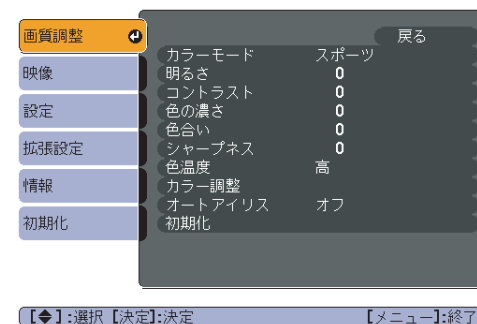 画質調整
映像
設定
拡張設定
情報
初期化
戻る
カラーモード スポーツ
明るさ 0
コントラスト 0
色の濃さ 0
色合い 0
シャープネス 0
色温度 高
カラー調整
オートアイリス オフ
初期化
【◆】:選択 【決定】:決定 【メニュー】:終了